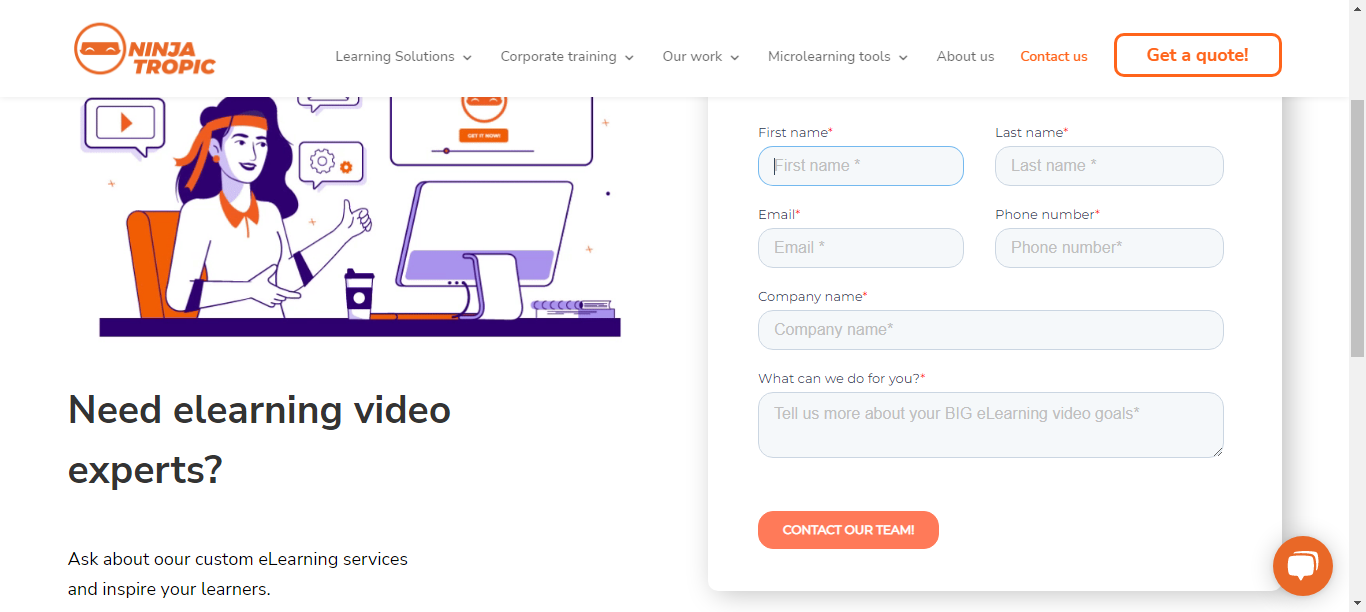 NINJA
TROPIC
Learning Solutions
Corporate training
Our work
Microlearning tools
About us
Contact us
Get a quote!
GET IT NOW!
First name*
Last name*
First name *
Last name *
Email*
Phone number*
Email *
Phone number*
Company name*
Company name*
What can we do for you?*
Tell us more about your BIG eLearning video goals*
CONTACT OUR TEAM!
Need elearning video
experts?
Ask about oour custom eLearning services
and inspire your learners.